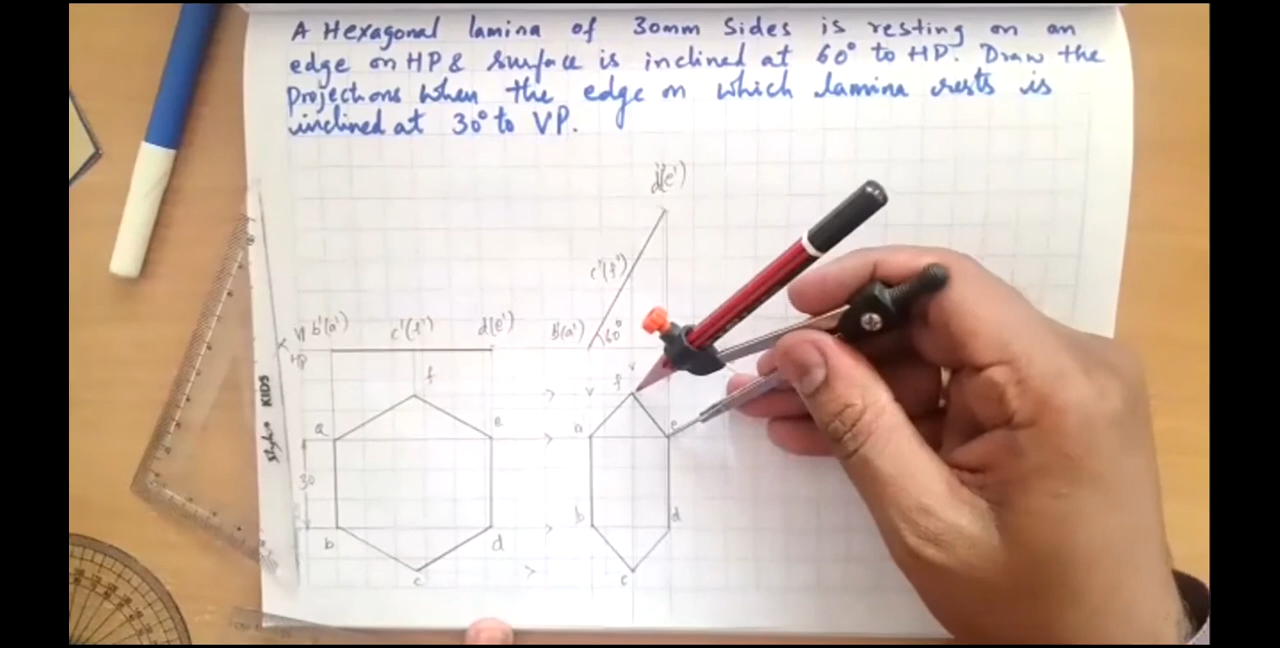 A Hexagonal lamina of 30mm Sides is resting on an
edge on HP & surface is inclined at 60° to HP. Draw the
Projections When the edge on which lamina rests is
inclined at 30° to VP.
d'(e')
c'(f')
b'(a') c'(f') d(e') b'(a') 60°
VP
HP
f f
a e a e
30
b d b d
c c
KIDS